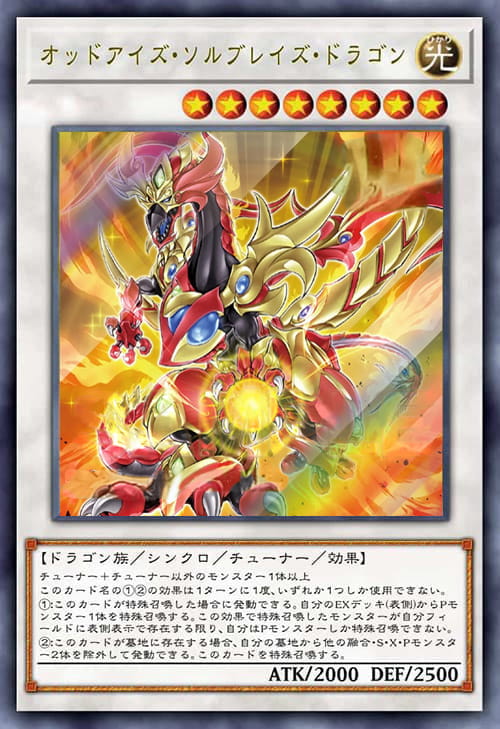 オッドアイズ・ソルブレイズ・ドラゴン
ひかり
光
【ドラゴン族／シンクロ／チューナー／効果】
チューナー＋チューナー以外のモンスター1体以上
このカード名の①②の効果は1ターンに1度、いずれか1つしか使用できない。
①:このカードが特殊召喚した場合に発動できる。自分のEXデッキ(表側)からPモ
ンスター1体を特殊召喚する。この効果で特殊召喚したモンスターが自分フィ
ールドに表側表示で存在する限り、自分はPモンスターしか特殊召喚できない。
②:このカードが墓地に存在する場合、自分の墓地から他の融合・S・X・Pモンスタ
ー2体を除外して発動できる。このカードを特殊召喚する。
ATK/2000 DEF/2500